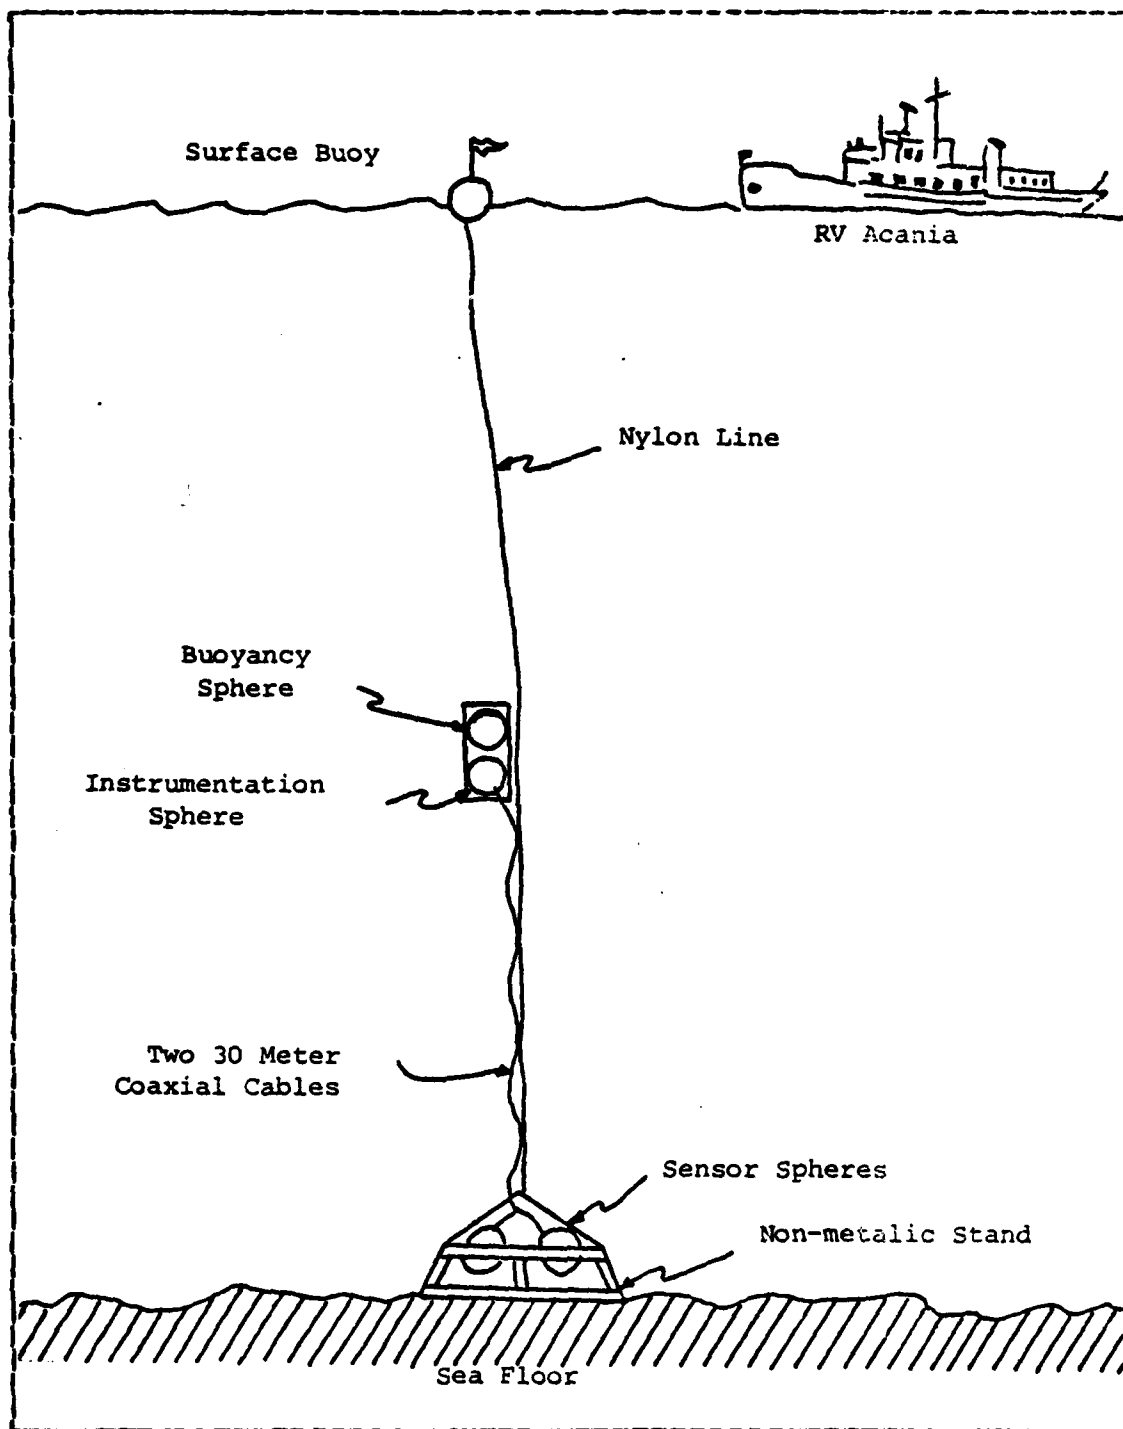 Surface Buoy
RV Acania
Nylon Line
Buoyancy
Sphere
Instrumentation
Sphere
Two 30 Meter
Coaxial Cables
Sensor Spheres
Non-metalic Stand
Sea Floor